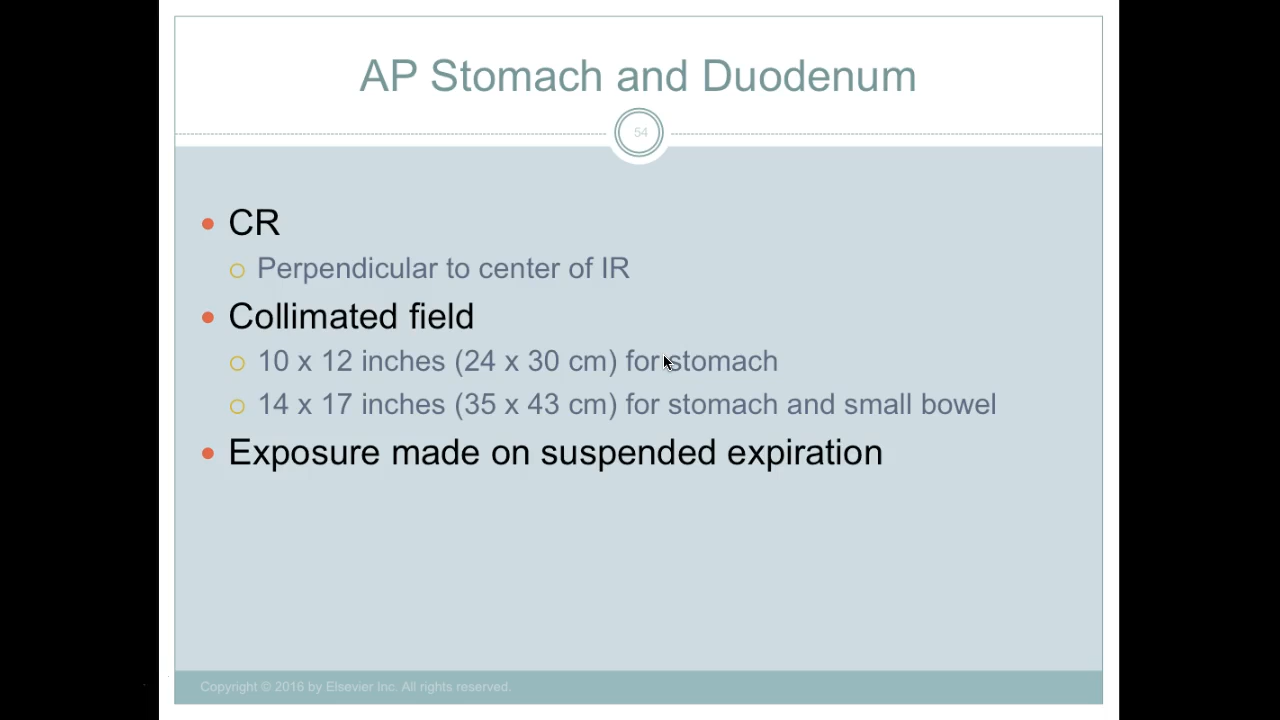 AP Stomach and Duodenum
54
CR
Perpendicular to center of IR
Collimated field
10 x 12 inches (24 x 30 cm) for stomach
14 x 17 inches (35 x 43 cm) for stomach and small bowel
Exposure made on suspended expiration
Copyright © 2016 by Elsevier Inc. All rights reserved.